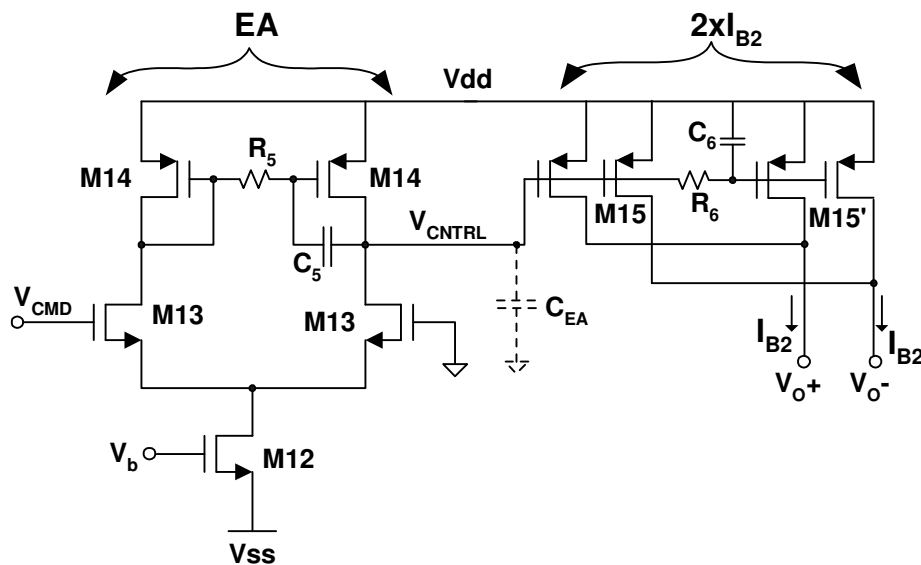 EA
2xI_B2
Vdd
M14
R_5
M14
C_6
M15
R_6
M15'
V_CNTRL
C_5
V_CMD
M13
M13
C_EA
I_B2
I_B2
V_O+
V_O-
V_b
M12
Vss